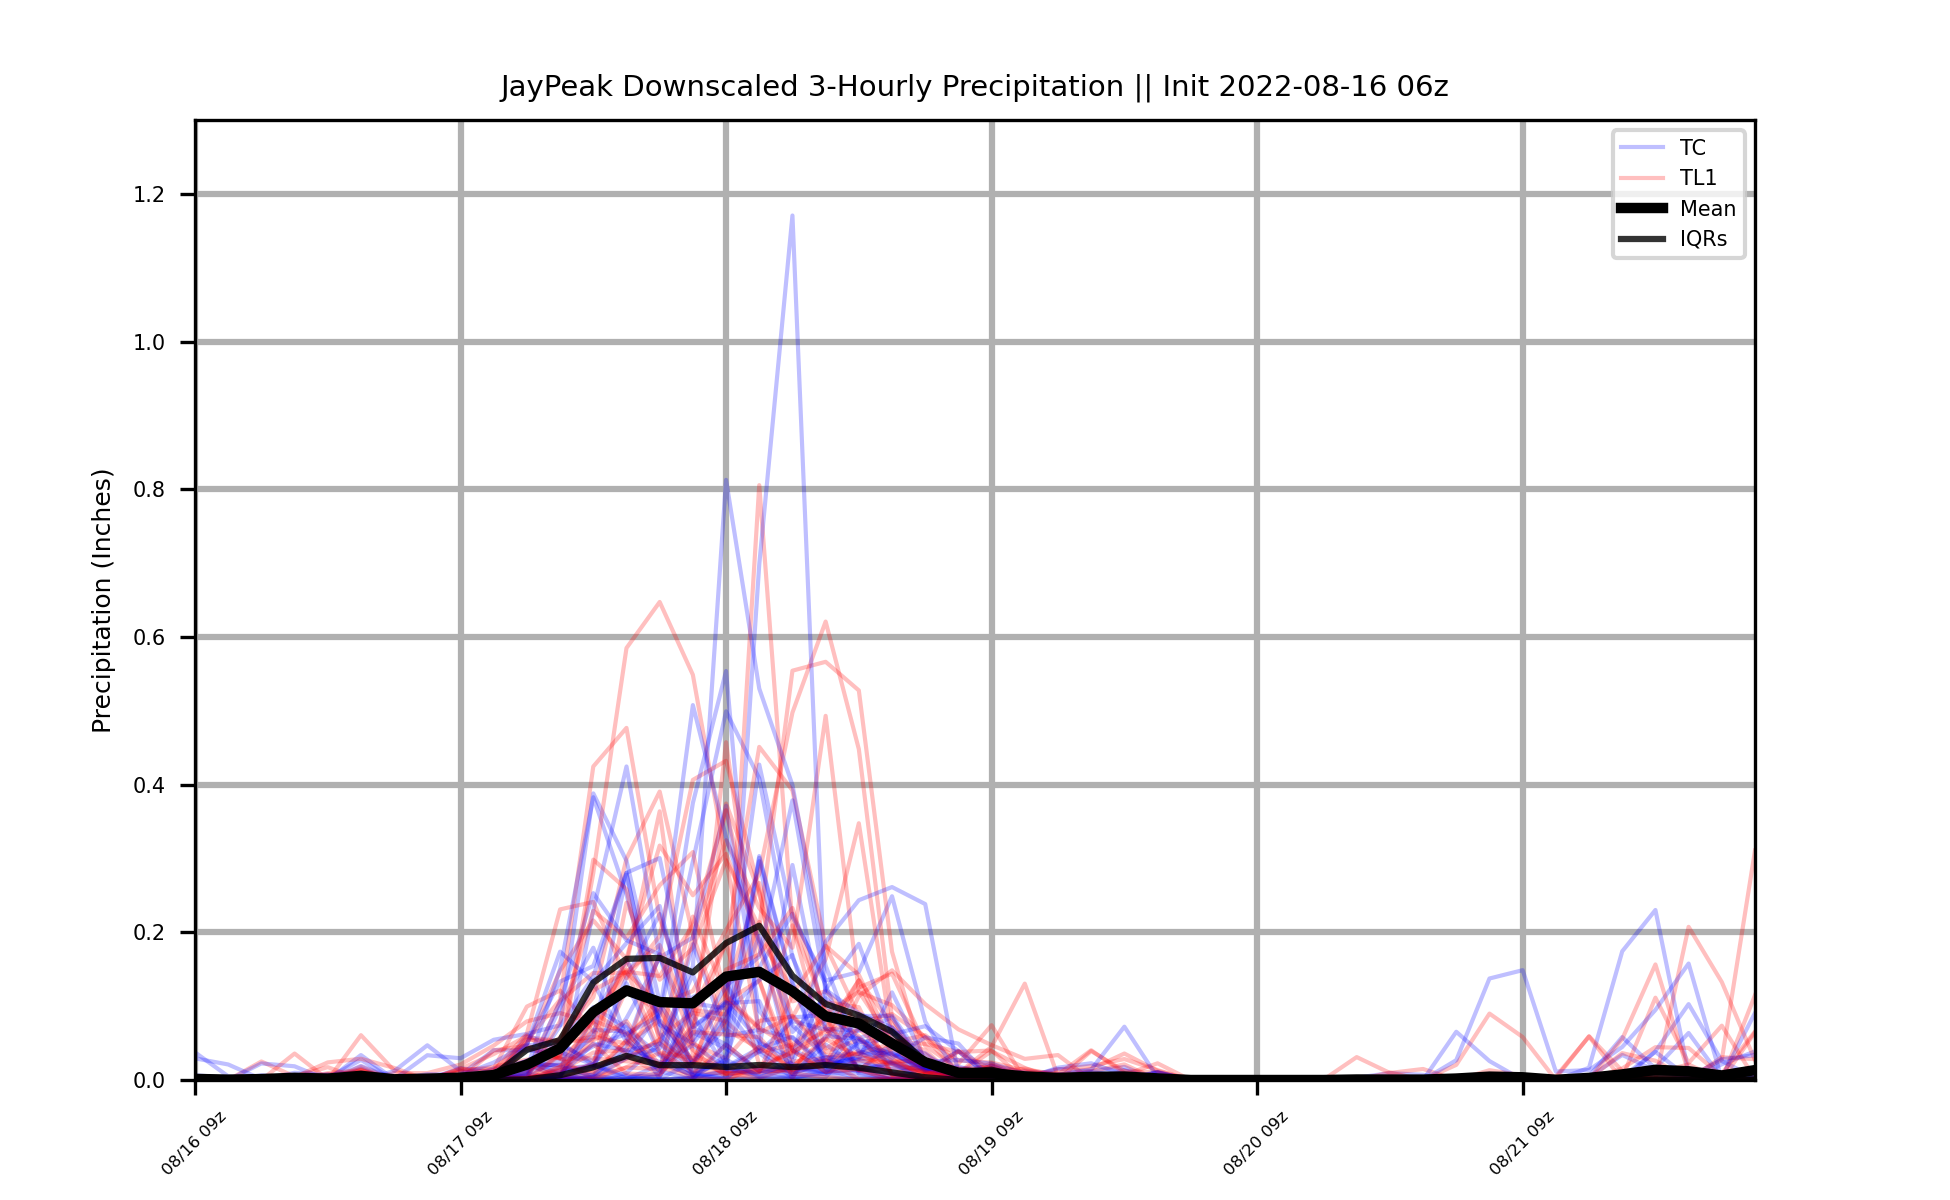 JayPeak Downscaled 3-Hourly Precipitation || Init 2022-08-16 06z
TC
TL1
Mean
IQRs
Precipitation (Inches)
1.2
1.0
0.8
0.6
0.4
0.2
0.0
08/16 09z
08/17 09z
08/18 09z
08/19 09z
08/20 09z
08/21 09z